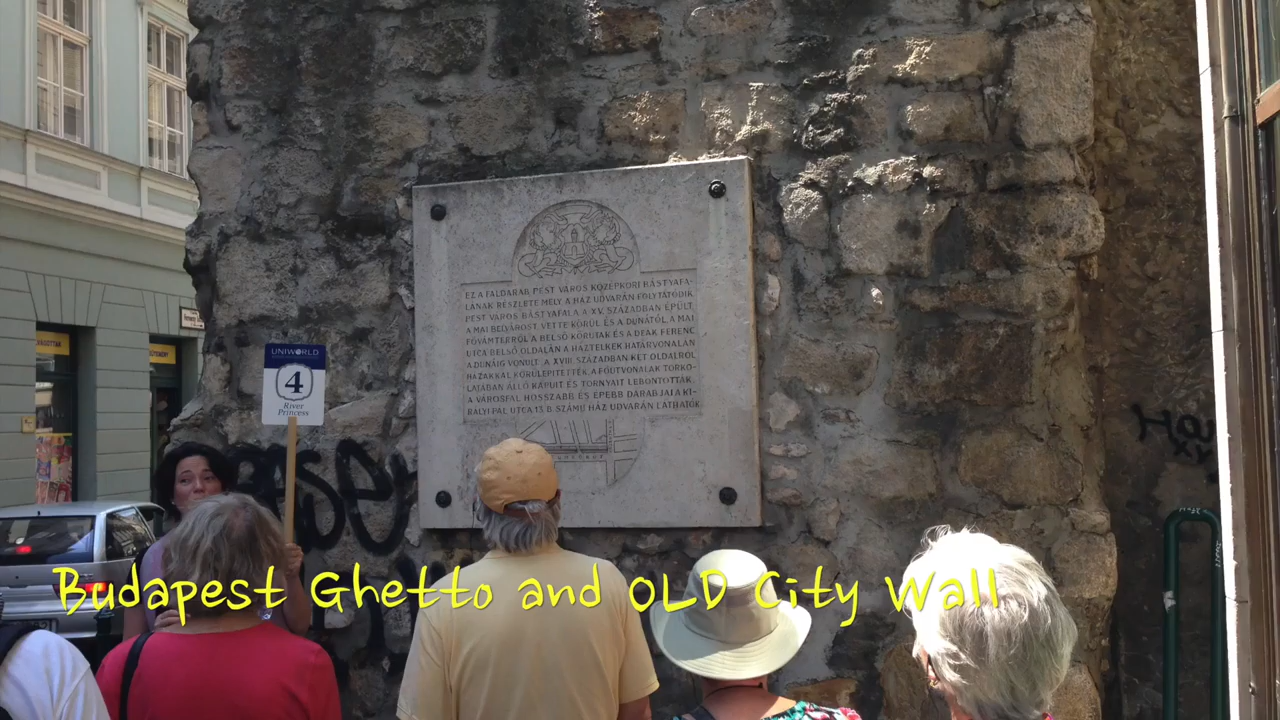 EZ A FALDARAB PEST VÁROS KÖZÉPKORI BÁSTYAFA-
LÁNAK RÉSZLETE MELY A HÁZ UDVARÁN FOLYTATÓDIK
PEST VÁROS BÁSTYAFALA A XV. SZÁZADBAN ÉPÜLT,
A MAI BELVÁROST VETTE KÖRÜL ÉS A DUNÁTÓL, A MAI
FŐVÁMTÉRRŐL A BELSŐ KÖRUTAK ÉS A DEÁK FERENC
UTCA BELSŐ OLDALÁN A HÁZTELKEK HATÁRVONALÁN
A DUNÁIG VONULT. A XVIII. SZÁZADBAN KÉT OLDALRÓL
HÁZAKKAL KÖRÜLÉPÍTETTÉK, A FŐÚTVONALAK TORKO-
LATÁBAN ÁLLÓ KAPUIT ÉS TORNYAIT LEBONTOTTÁK.
A VÁROSFAL HOSSZABB ÉS ÉPEBB DARABJAI A KI-
RÁLYI PÁL UTCA 13. B. SZÁMÚ HÁZ UDVARÁN LÁTHATÓK
UNIWORLD
4
River
Princess
Budapest Ghetto and OLD City Wall